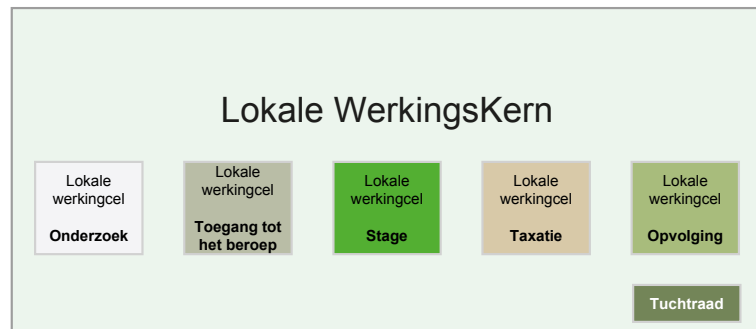 Lokale WerkingsKern
Lokale
werkingcel
Onderzoek
Lokale
werkingcel
Toegang tot
het beroep
Lokale
werkingcel
Stage
Lokale
werkingcel
Taxatie
Lokale
werkingcel
Opvolging
Tuchtraad